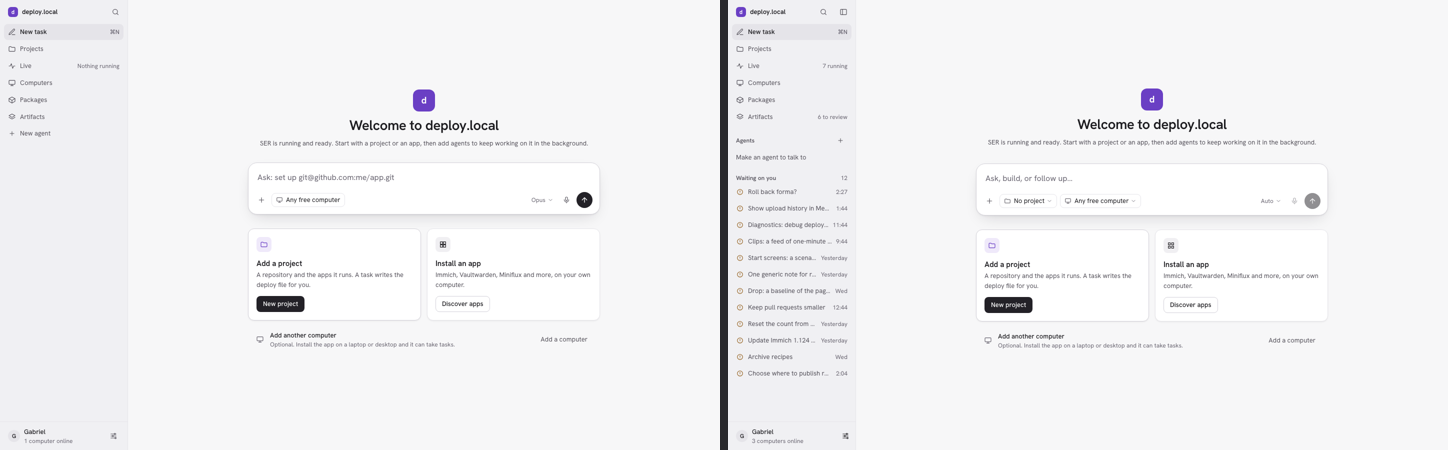 d deploy.local
New task ⌘N
Projects
Live Nothing running
Computers
Packages
Artifacts
New agent
d
Welcome to deploy.local
SER is running and ready. Start with a project or an app, then add agents to keep working on it in the background.
Ask: set up git@github.com:me/app.git
Any free computer
Opus
Add a project
A repository and the apps it runs. A task writes the
deploy file for you.
New project
Install an app
Immich, Vaultwarden, Miniflux and more, on your own
computer.
Discover apps
Add another computer
Optional. Install the app on a laptop or desktop and it can take tasks.
Add a computer
G Gabriel
1 computer online
d deploy.local
New task ⌘N
Projects
Live 7 running
Computers
Packages
Artifacts 6 to review
Agents
Make an agent to talk to
Waiting on you 12
Roll back forma? 2:27
Show upload history in Me... 1:44
Diagnostics: debug deploy... 11:44
Clips: a feed of one-minute ... 9:44
Start screens: a scena... Yesterday
One generic note for r... Yesterday
Drop: a baseline of the pag... Wed
Keep pull requests smaller 12:44
Reset the count from ... Yesterday
Update Immich 1.124 ... Yesterday
Archive recipes Wed
Choose where to publish r... 2:04
G Gabriel
3 computers online
d
Welcome to deploy.local
SER is running and ready. Start with a project or an app, then add agents to keep working on it in the background.
Ask, build, or follow up...
No project
Any free computer
Auto
Add a project
A repository and the apps it runs. A task writes the
deploy file for you.
New project
Install an app
Immich, Vaultwarden, Miniflux and more, on your own
computer.
Discover apps
Add another computer
Optional. Install the app on a laptop or desktop and it can take tasks.
Add a computer